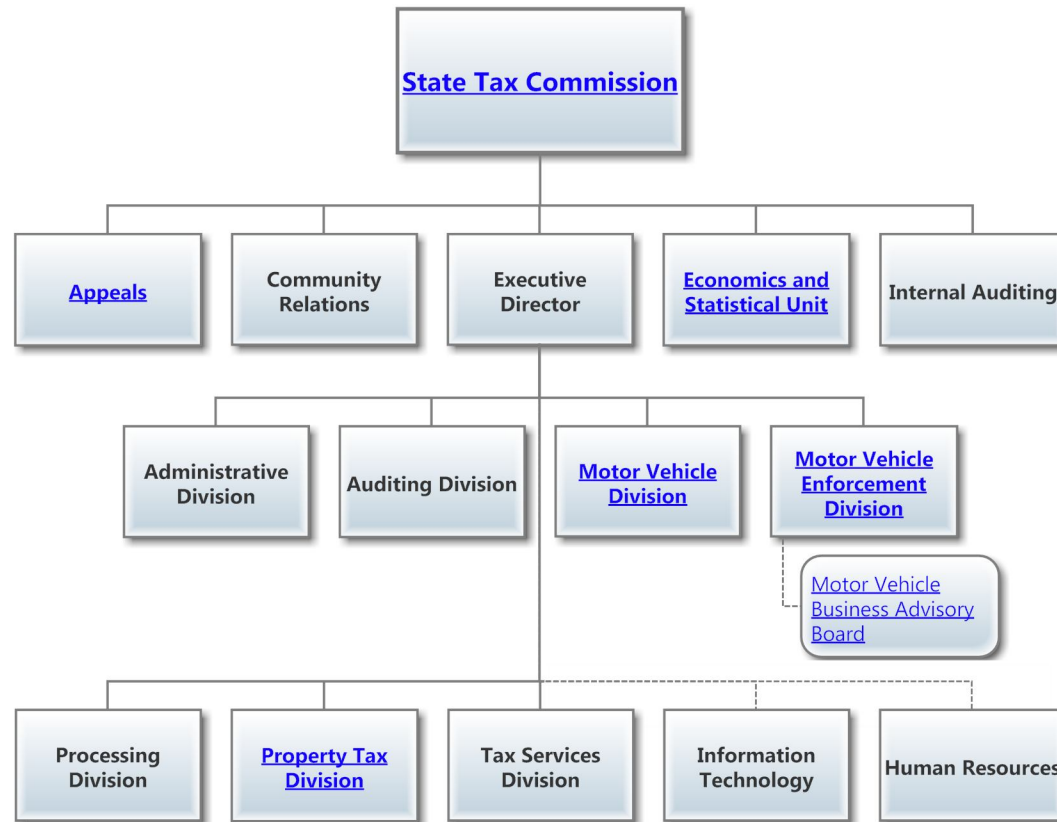 State Tax Commission
Appeals
Community
Relations
Executive
Director
Economics and
Statistical Unit
Internal Auditing
Administrative
Division
Auditing Division
Motor Vehicle
Division
Motor Vehicle
Enforcement
Division
Motor Vehicle
Business Advisory
Board
Processing
Division
Property Tax
Division
Tax Services
Division
Information
Technology
Human Resources